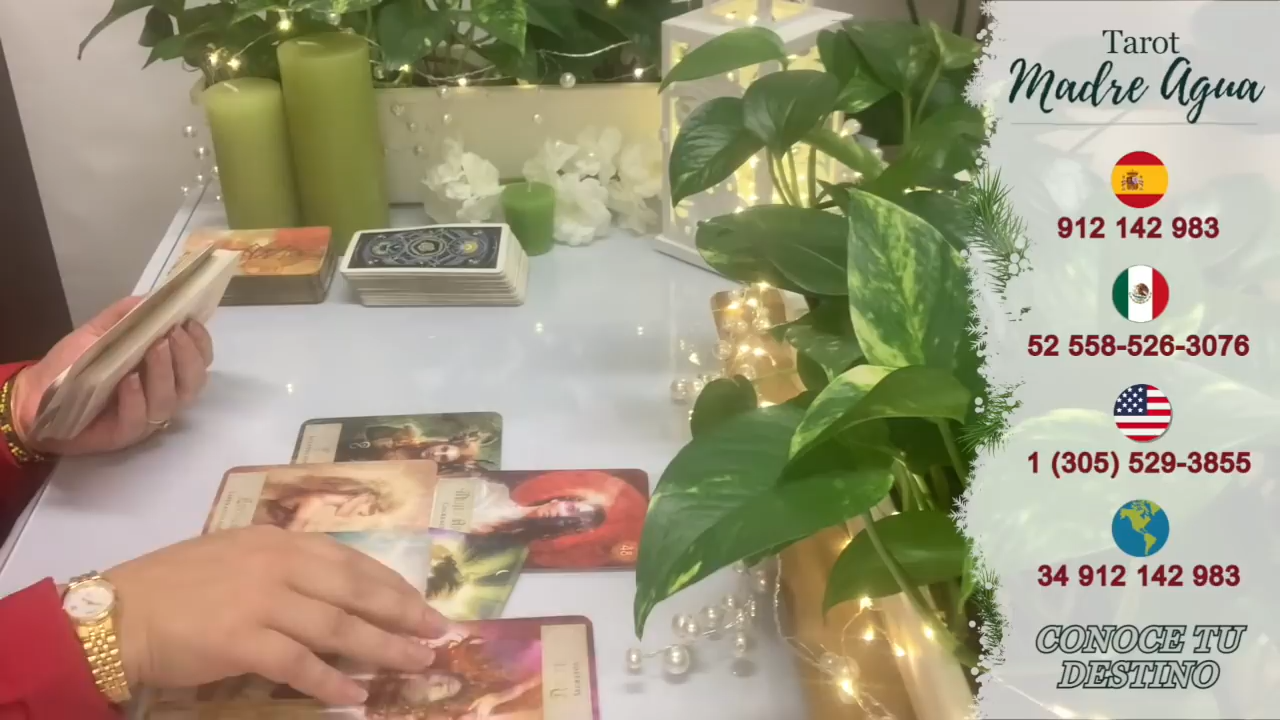 Tarot
Madre Agua
912 142 983
52 558-526-3076
1 (305) 529-3855
34 912 142 983
CONOCE TU
DESTINO
48